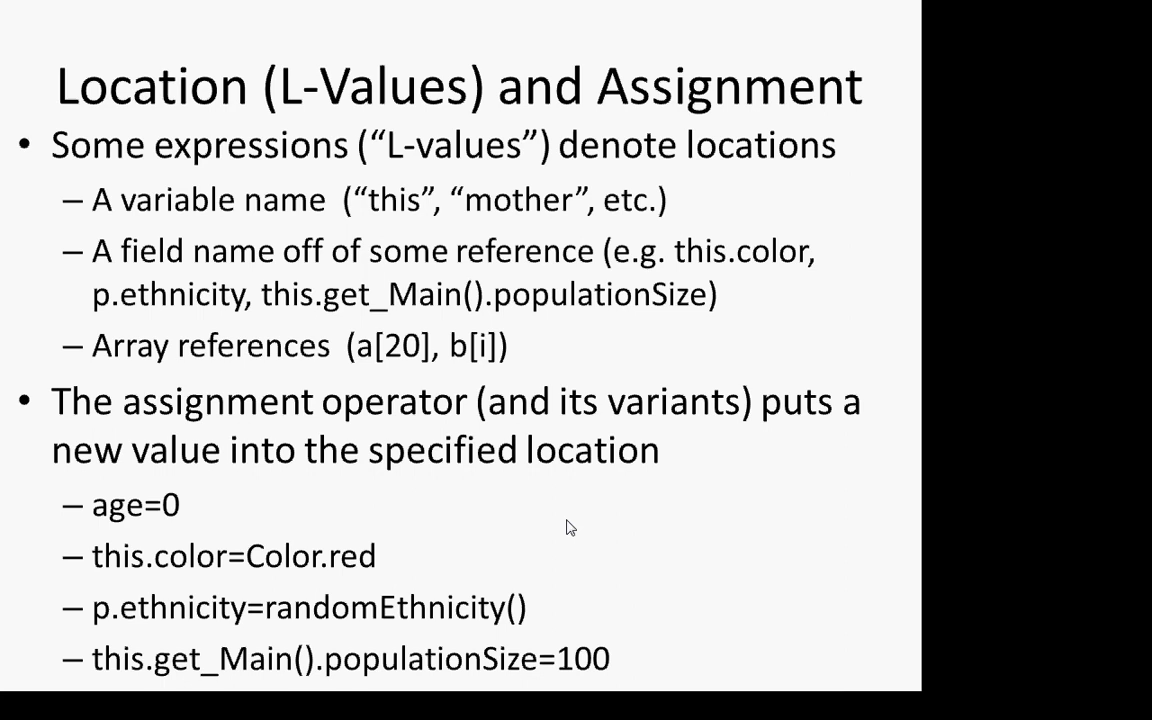 Location (L-Values) and Assignment
• Some expressions (“L-values”) denote locations
– A variable name (“this”, “mother”, etc.)
– A field name off of some reference (e.g. this.color,
p.ethnicity, this.get_Main().populationSize)
– Array references (a[20], b[i])
• The assignment operator (and its variants) puts a
new value into the specified location
– age=0
– this.color=Color.red
– p.ethnicity=randomEthnicity()
– this.get_Main().populationSize=100